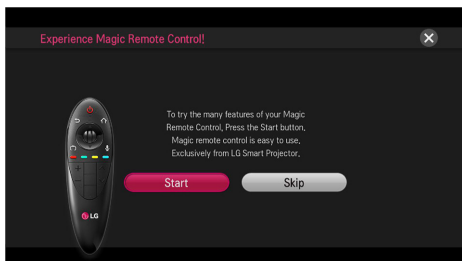 Experience Magic Remote Control!
To try the many features of your Magic
Remote Control, Press the Start button.
Magic remote control is easy to use.
Exclusively from LG Smart Projector.
Start
Skip
LG